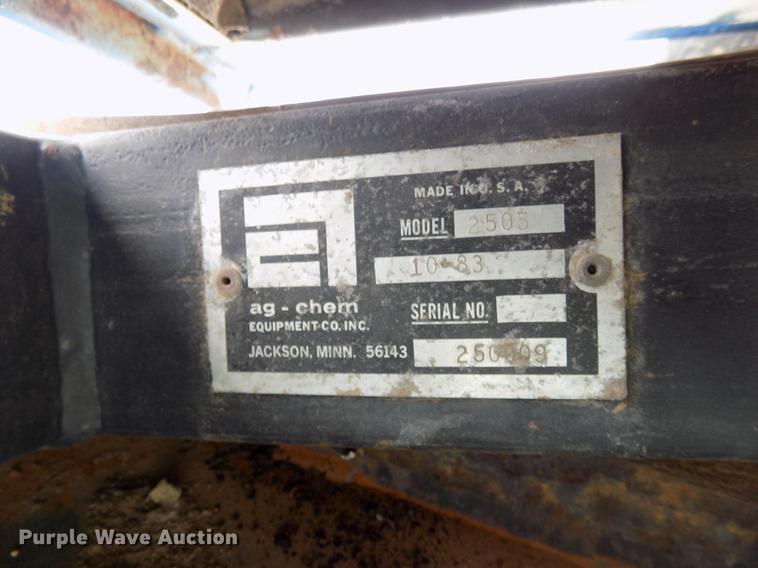 MADE IN U. S. A.
MODEL 2505
10-83
ag - chem
EQUIPMENT CO. INC.
SERIAL NO.
JACKSON, MINN. 56143
Purple Wave Auction